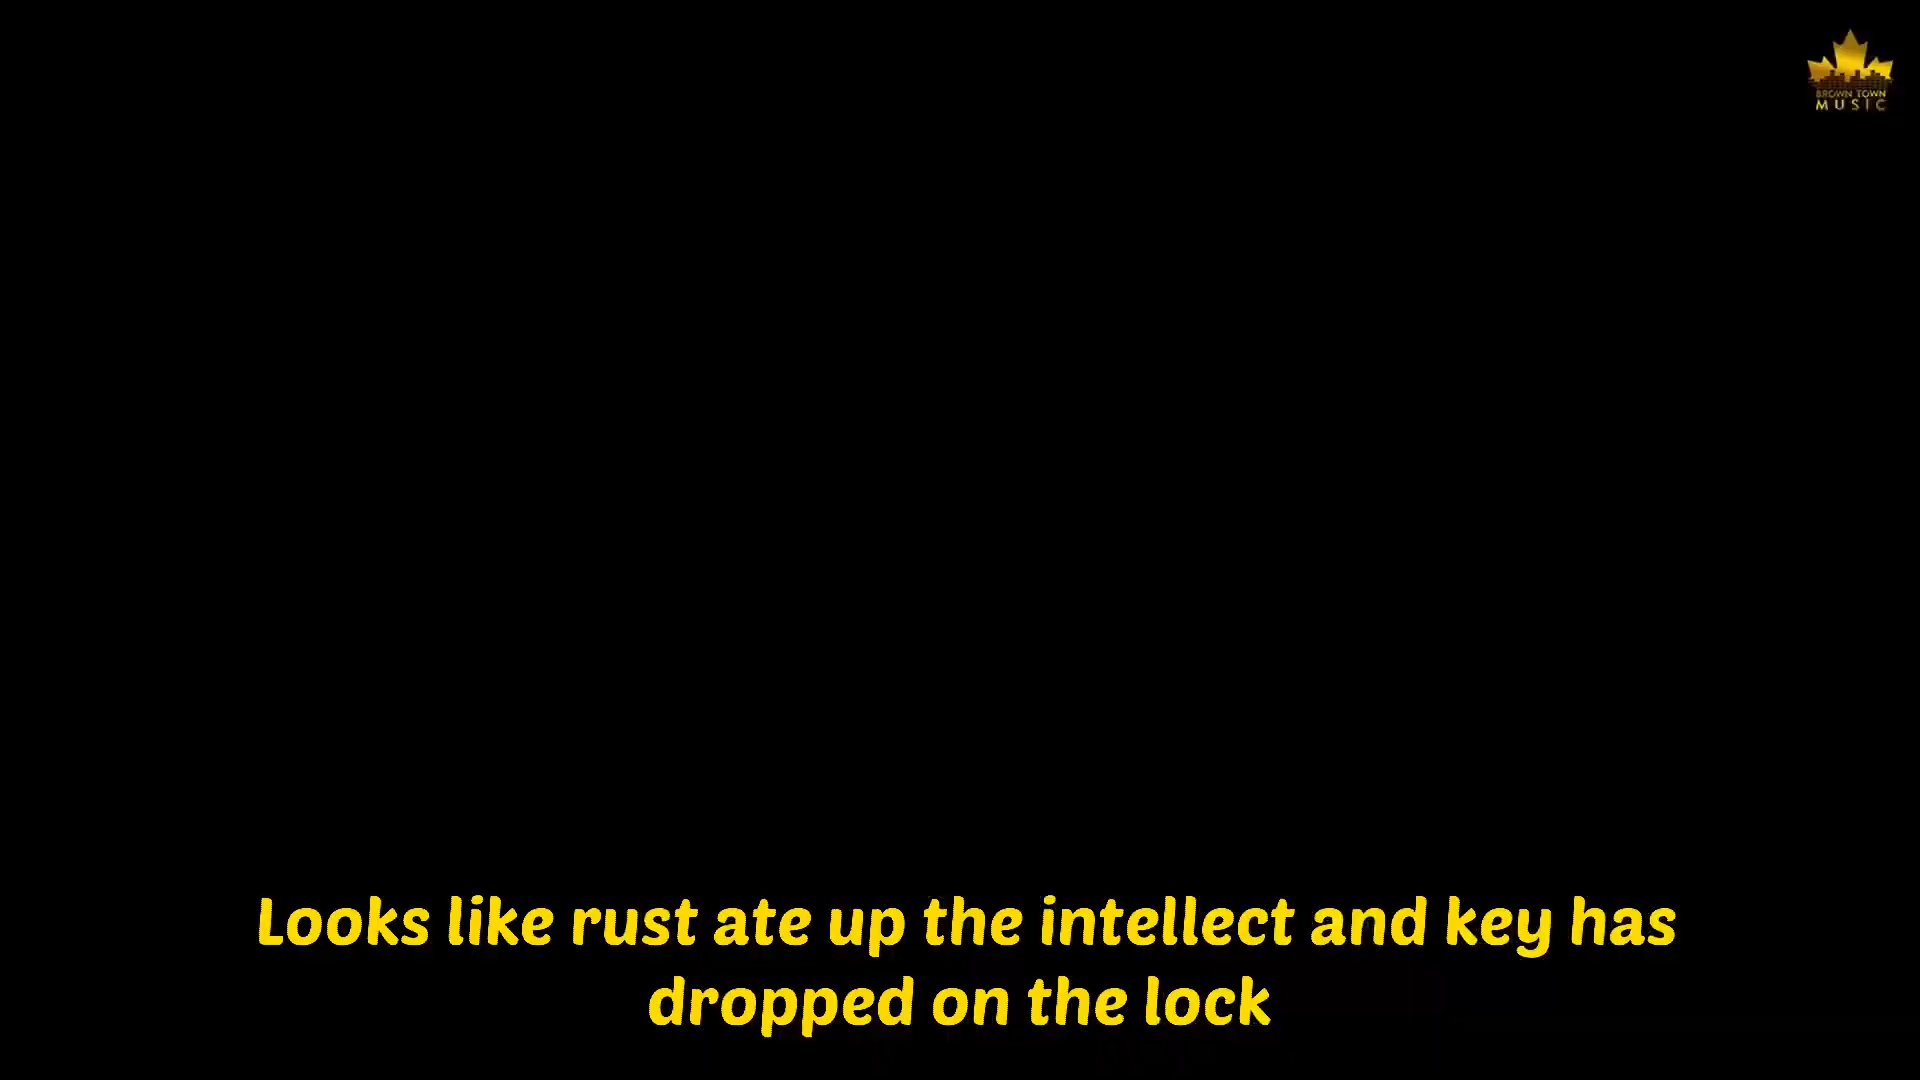 BROWN TOWN
MUSIC
Looks like rust ate up the intellect and key has
dropped on the lock